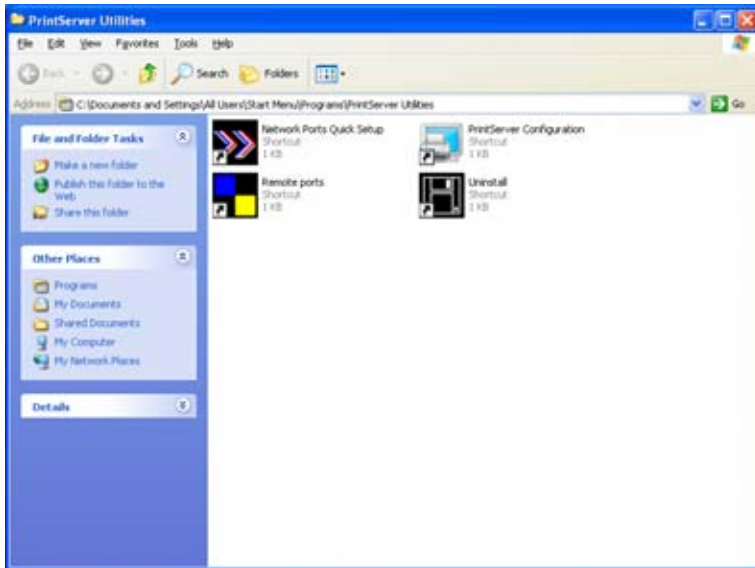 PrintServer Utilities
File Edit View Favorites Tools Help
Back Search Folders
Address C:\Documents and Settings\All Users\Start Menu\Programs\PrintServer Utilities Go
File and Folder Tasks
Make a new folder
Publish this folder to the
Web
Share this folder
Other Places
Programs
My Documents
Shared Documents
My Computer
My Network Places
Details
Network Ports Quick Setup
Shortcut
1 KB
PrintServer Configuration
Shortcut
1 KB
Remote ports
Shortcut
1 KB
Uninstall
Shortcut
1 KB